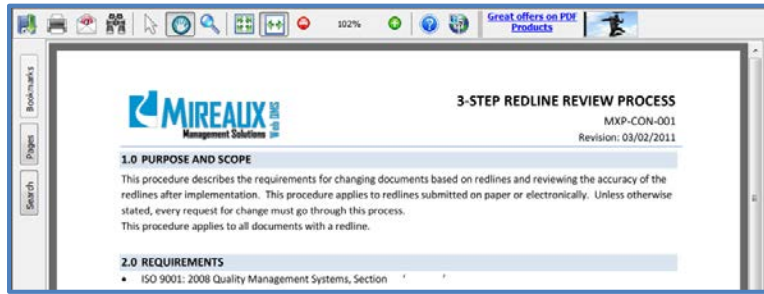 102%
Great offers on PDF
Products
Bookmarks
Pages
Search
MIREAUX
Management Solutions
Web DMS
3-STEP REDLINE REVIEW PROCESS
MXP-CON-001
Revision: 03/02/2011
1.0 PURPOSE AND SCOPE
This procedure describes the requirements for changing documents based on redlines and reviewing the accuracy of the
redlines after implementation. This procedure applies to redlines submitted on paper or electronically. Unless otherwise
stated, every request for change must go through this process.
This procedure applies to all documents with a redline.
2.0 REQUIREMENTS
• ISO 9001: 2008 Quality Management Systems, Section